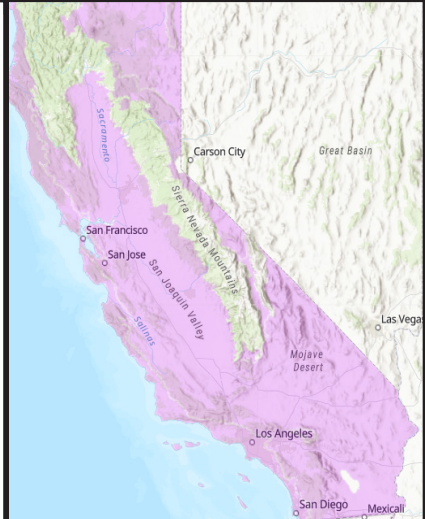 Sacramento
Carson City
Great Basin
Sierra Nevada Mountains
San Francisco
San Jose
San Joaquin Valley
Salinas
Las Vegas
Mojave
Desert
Los Angeles
San Diego
Mexicali